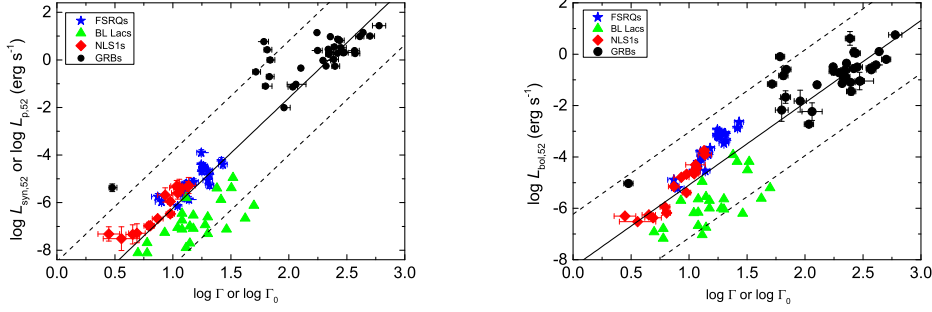 log L_syn,52 or log L_p,52 (erg s⁻¹)
2
0
-2
-4
-6
-8
FSRQs
BL Lacs
NLS1s
GRBs
0.0 0.5 1.0 1.5 2.0 2.5 3.0
log Γ or log Γ₀
log L_bol,52 (erg s⁻¹)
2
0
-2
-4
-6
-8
FSRQs
BL Lacs
NLS1s
GRBs
0.0 0.5 1.0 1.5 2.0 2.5 3.0
log Γ or log Γ₀